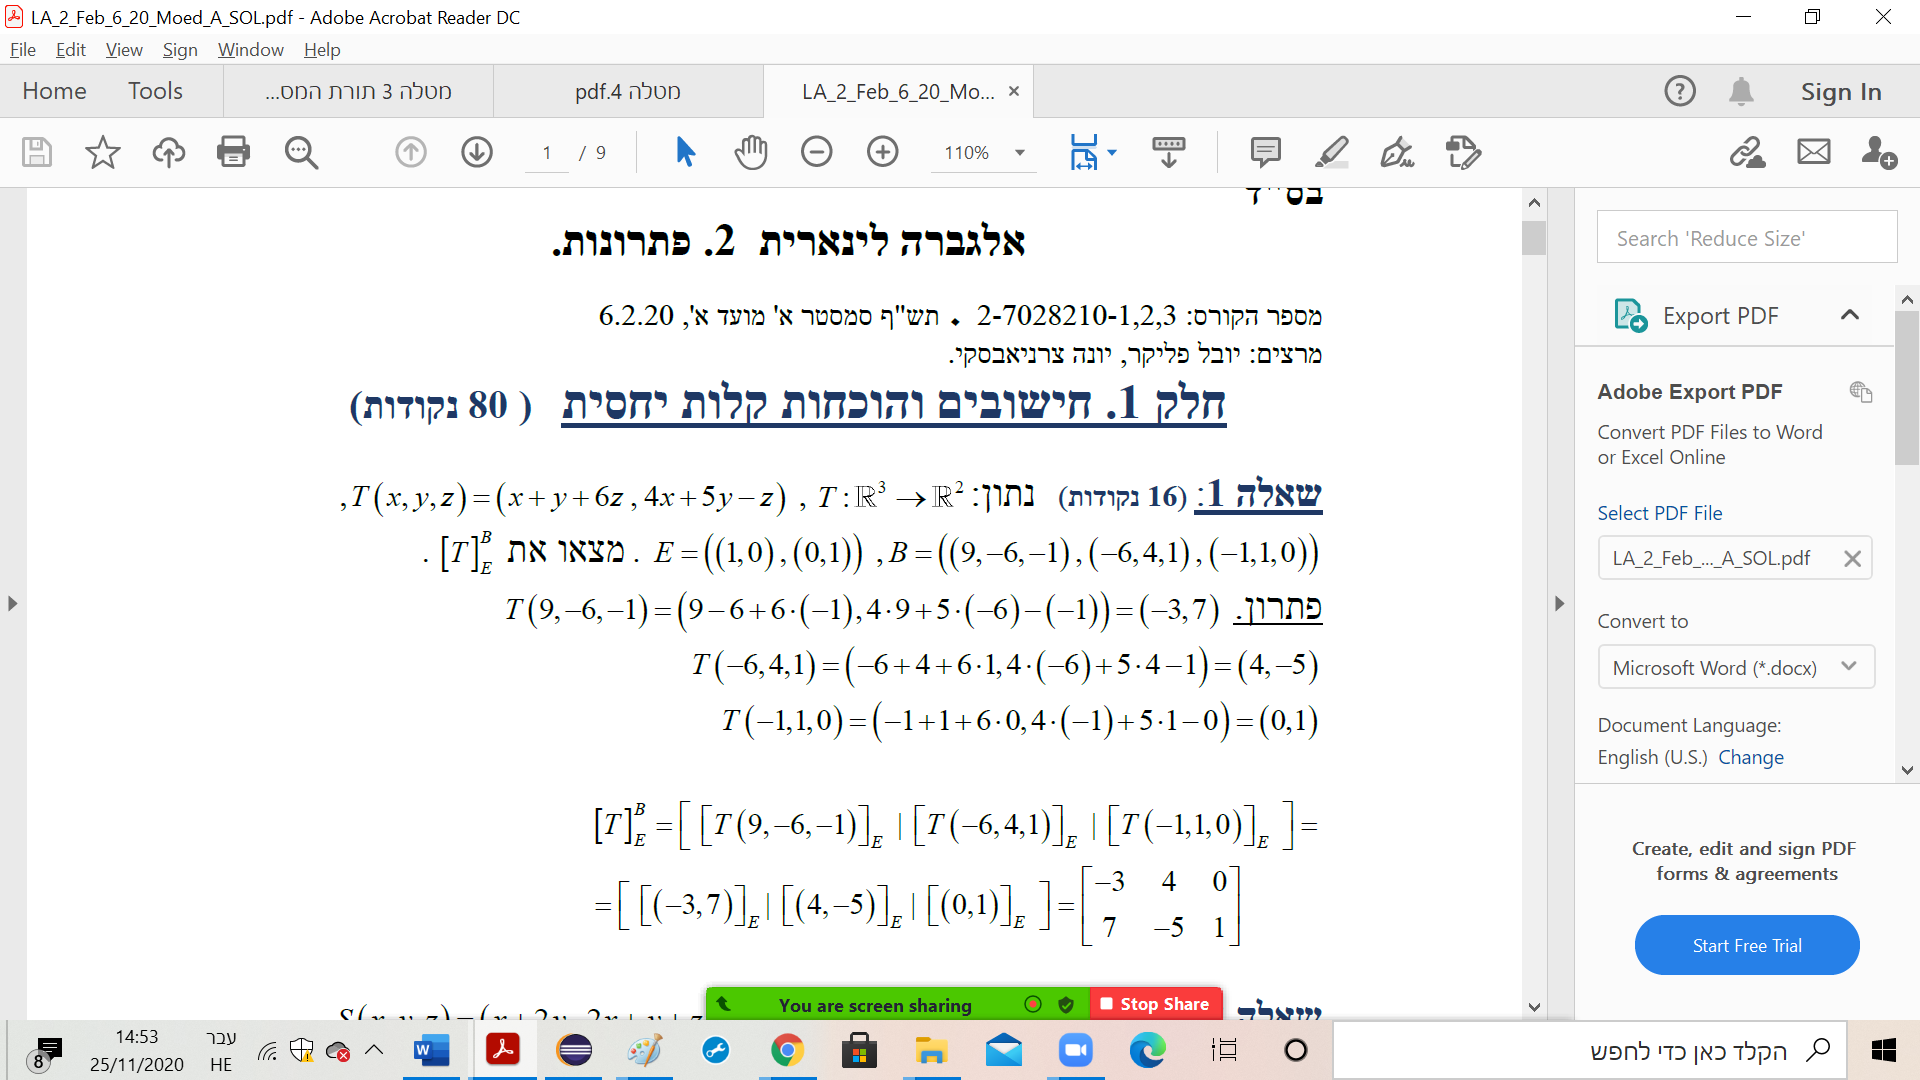 LA_2_Feb_6_20_Moed_A_SOL.pdf - Adobe Acrobat Reader DC
File Edit View Sign Window Help
Home Tools מטלה 3 תורת המס... מטלה 4.pdf LA_2_Feb_6_20_Mo... × Sign In
1 / 9 110%
בס"ד
אלגברה לינארית 2. פתרונות.
מספר הקורס: 2-7028210-1,2,3 ⬩ תש"ף סמסטר א' מועד א', 6.2.20
מרצים: יובל פליקר, יונה צרניאבסקי.
חלק 1. חישובים והוכחות קלות יחסית ( 80 נקודות)
שאלה 1: (16 נקודות) נתון: T : ℝ³ → ℝ² , T(x,y,z)=(x+y+6z , 4x+5y−z) ,
B=((9,−6,−1),(−6,4,1),(−1,1,0)) , E=((1,0),(0,1)) . מצאו את [T]_E^B .
פתרון. T(9,−6,−1)=(9−6+6·(−1),4·9+5·(−6)−(−1))=(−3,7)
T(−6,4,1)=(−6+4+6·1,4·(−6)+5·4−1)=(4,−5)
T(−1,1,0)=(−1+1+6·0,4·(−1)+5·1−0)=(0,1)
[T]_E^B =[ [T(9,−6,−1)]_E | [T(−6,4,1)]_E | [T(−1,1,0)]_E ]=
=[ [(−3,7)]_E | [(4,−5)]_E | [(0,1)]_E ]=[−3 4 0
7 −5 1]
שאלה
You are screen sharing Stop Share
Search 'Reduce Size'
Export PDF
Adobe Export PDF
Convert PDF Files to Word
or Excel Online
Select PDF File
LA_2_Feb_..._A_SOL.pdf
Convert to
Microsoft Word (*.docx)
Document Language:
English (U.S.) Change
Create, edit and sign PDF
forms & agreements
Start Free Trial
8 14:53 עבר
25/11/2020 HE
הקלד כאן כדי לחפש